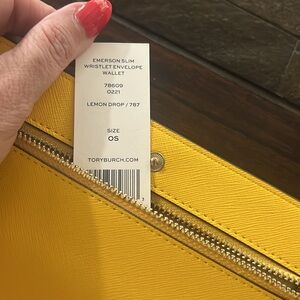 EMERSON SLIM
WRISTLET ENVELOPE
WALLET
78609
0221
LEMON DROP / 787
SIZE
OS
TORYBURCH.COM